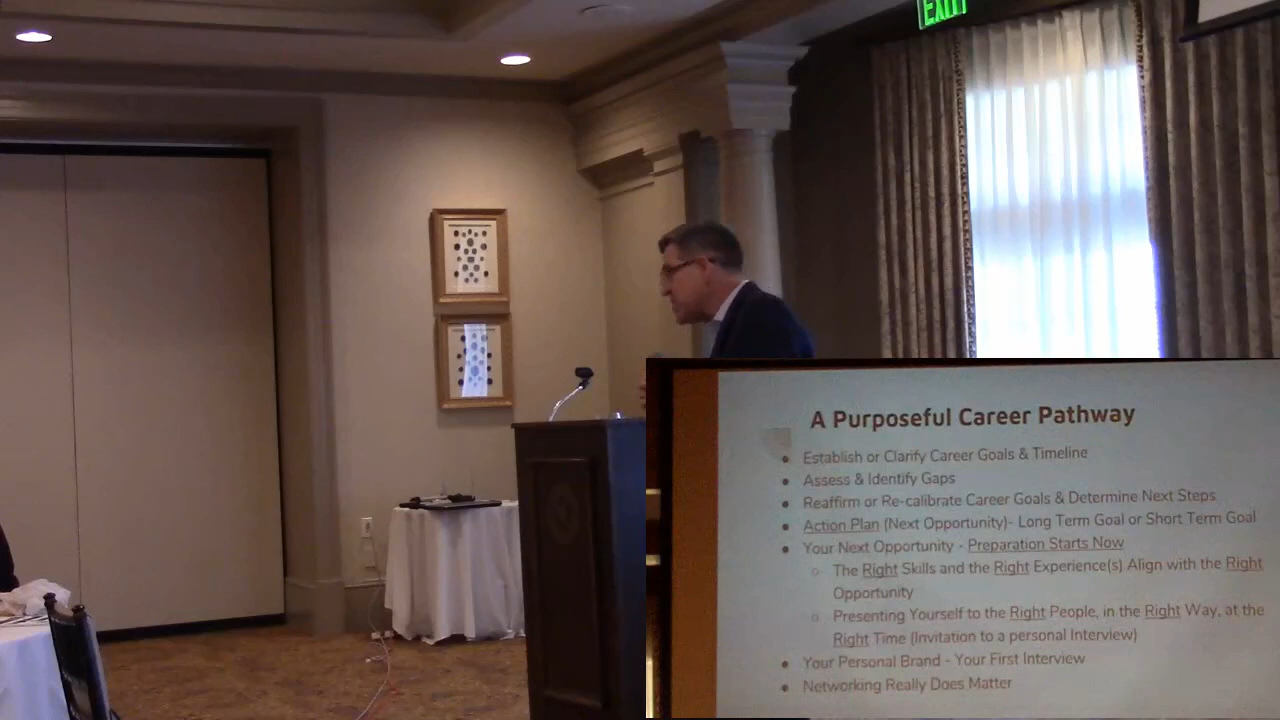 EXIT
A Purposeful Career Pathway
Establish or Clarify Career Goals & Timeline
Assess & Identify Gaps
Reaffirm or Re-calibrate Career Goals & Determine Next Steps
Action Plan (Next Opportunity)- Long Term Goal or Short Term Goal
Your Next Opportunity - Preparation Starts Now
The Right Skills and the Right Experience(s) Align with the Right
Opportunity
Presenting Yourself to the Right People, in the Right Way, at the
Right Time (Invitation to a personal Interview)
Your Personal Brand - Your First Interview
Networking Really Does Matter